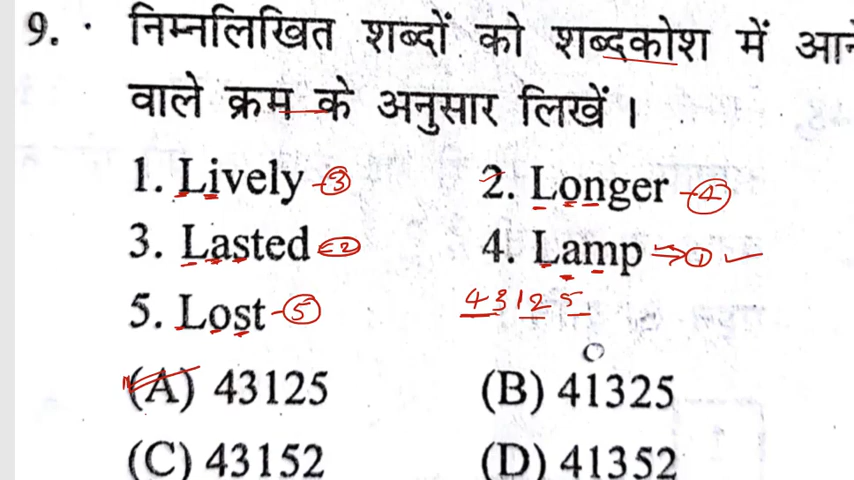 9. निम्नलिखित शब्दों को शब्दकोश में आने
वाले क्रम के अनुसार लिखें ।
1. Lively -③ 2. Longer -④
3. Lasted ② 4. Lamp → ① ✓
5. Lost -⑤ 43125
(A) 43125 (B) 41325
(C) 43152 (D) 41352